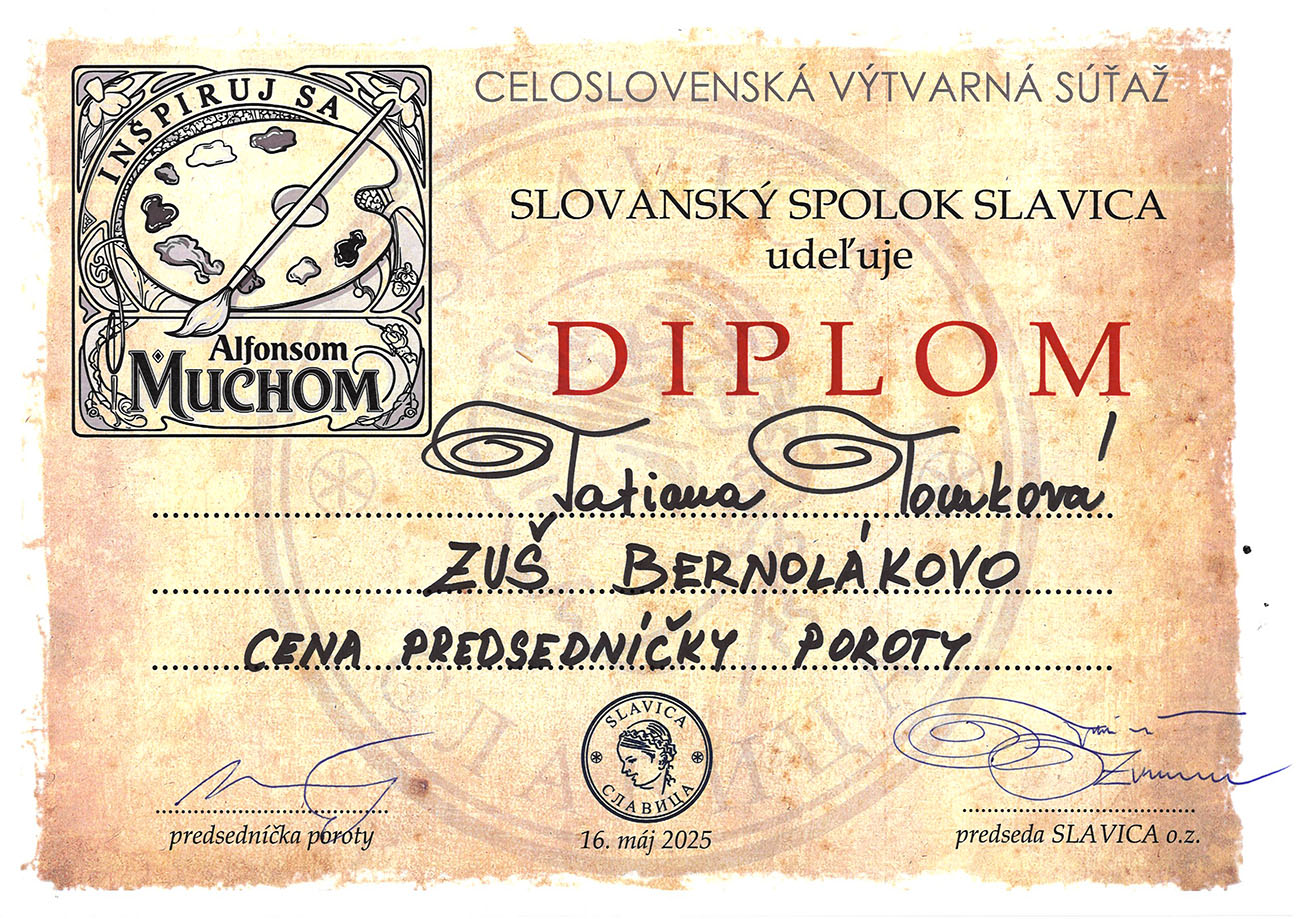 CELOSLOVENSKÁ VÝTVARNÁ SÚŤAŽ
INŠPIRUJ SA
Alfonsom
MUCHOM
SLOVANSKÝ SPOLOK SLAVICA
udeľuje
DIPLOM
Tatiana Tomková
ZUŠ BERNOLÁKOVO
CENA PREDSEDNÍČKY POROTY
SLAVICA
СЛАВИЦА
predsedníčka poroty
16. máj 2025
predseda SLAVICA o.z.